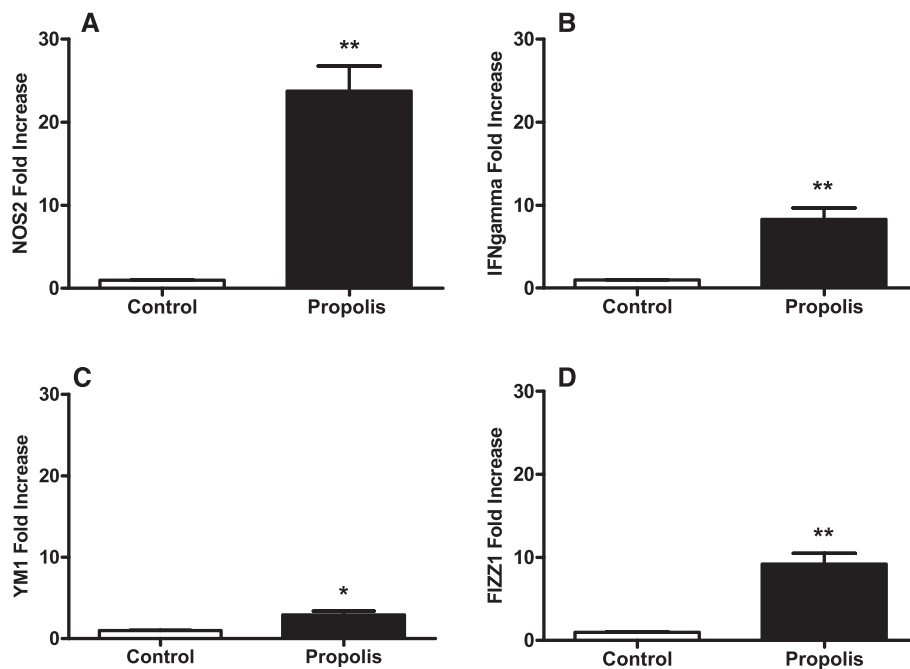 A
NOS2 Fold Increase
30
20
10
0
**
Control
Propolis
B
IFNgamma Fold Increase
30
20
10
0
**
Control
Propolis
C
YM1 Fold Increase
30
20
10
0
*
Control
Propolis
D
FIZZ1 Fold Increase
30
20
10
0
**
Control
Propolis